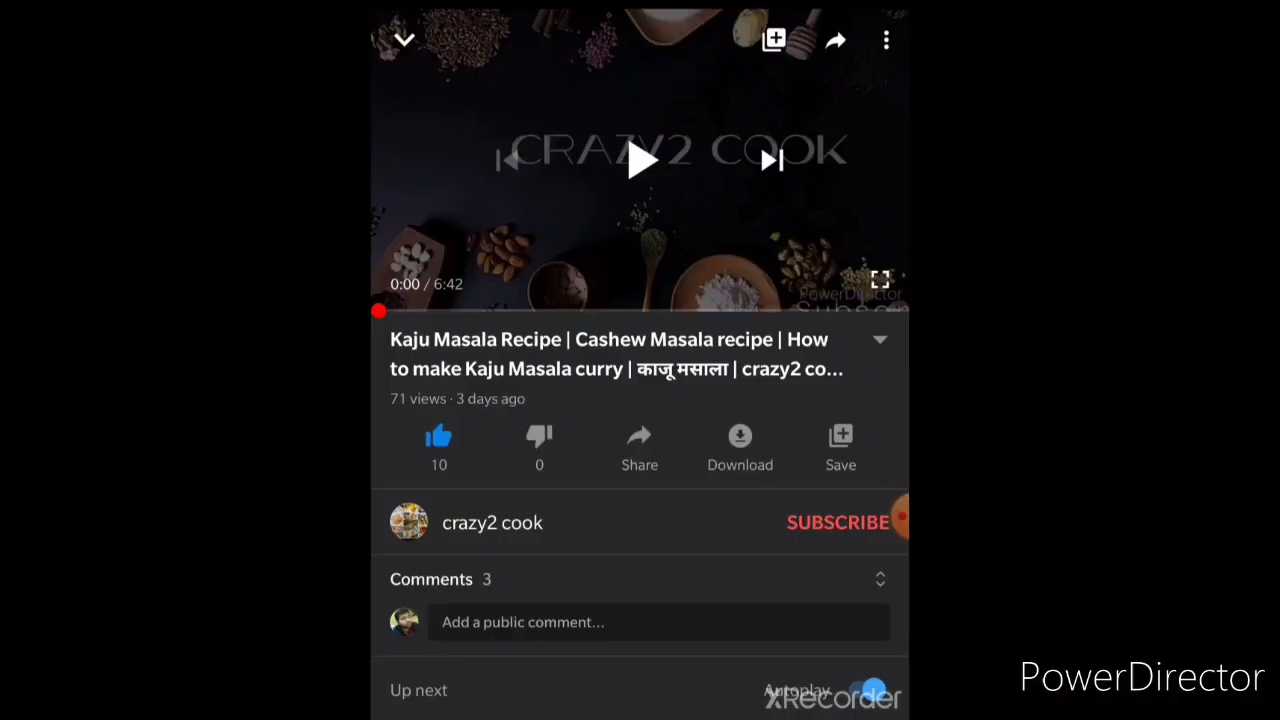 CRAZY2 COOK
0:00 / 6:42
PowerDirector
Kaju Masala Recipe | Cashew Masala recipe | How
to make Kaju Masala curry | काजू मसाला | crazy2 co...
71 views · 3 days ago
10
0
Share
Download
Save
crazy2 cook
SUBSCRIBE
Comments 3
Add a public comment...
Up next
Autoplay
XRecorder
PowerDirector